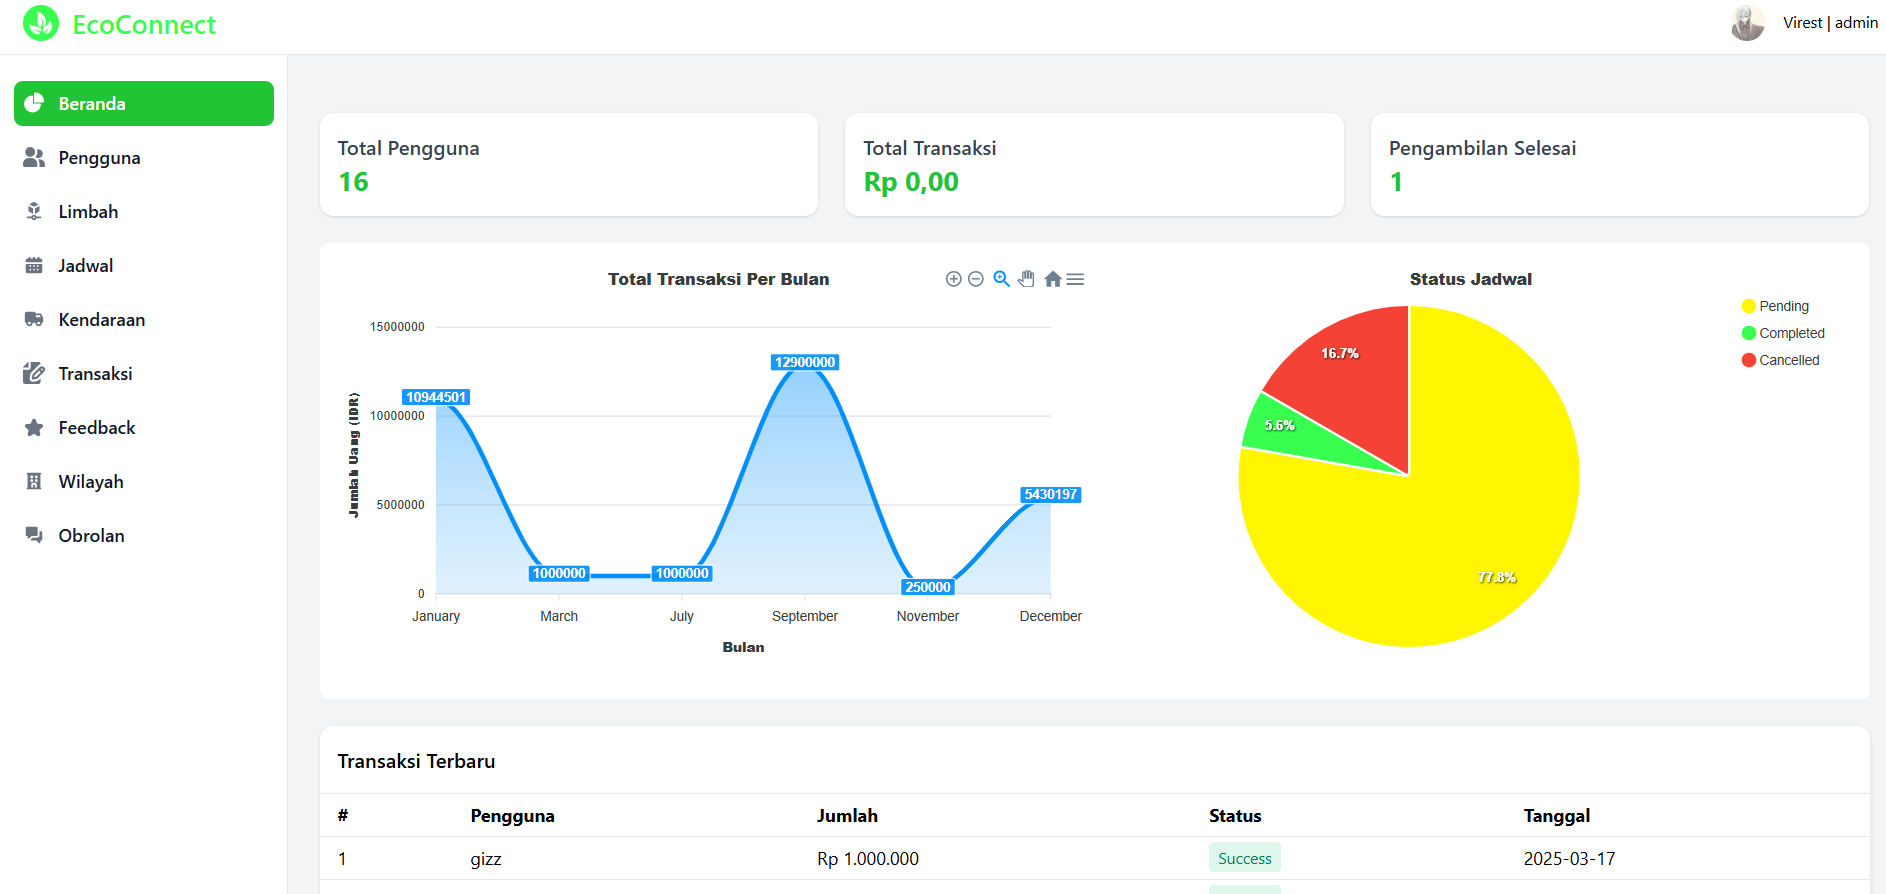 EcoConnect
Virest | admin
Beranda
Pengguna
Limbah
Jadwal
Kendaraan
Transaksi
Feedback
Wilayah
Obrolan
Total Pengguna
16
Total Transaksi
Rp 0,00
Pengambilan Selesai
1
Total Transaksi Per Bulan
15000000
10000000
5000000
0
Jumlah Uang (IDR)
10944501
1000000
1000000
12900000
250000
5430197
January March July September November December
Bulan
Status Jadwal
Pending
Completed
Cancelled
16.7%
5.6%
77.8%
Transaksi Terbaru
# Pengguna Jumlah Status Tanggal
1 gizz Rp 1.000.000 Success 2025-03-17